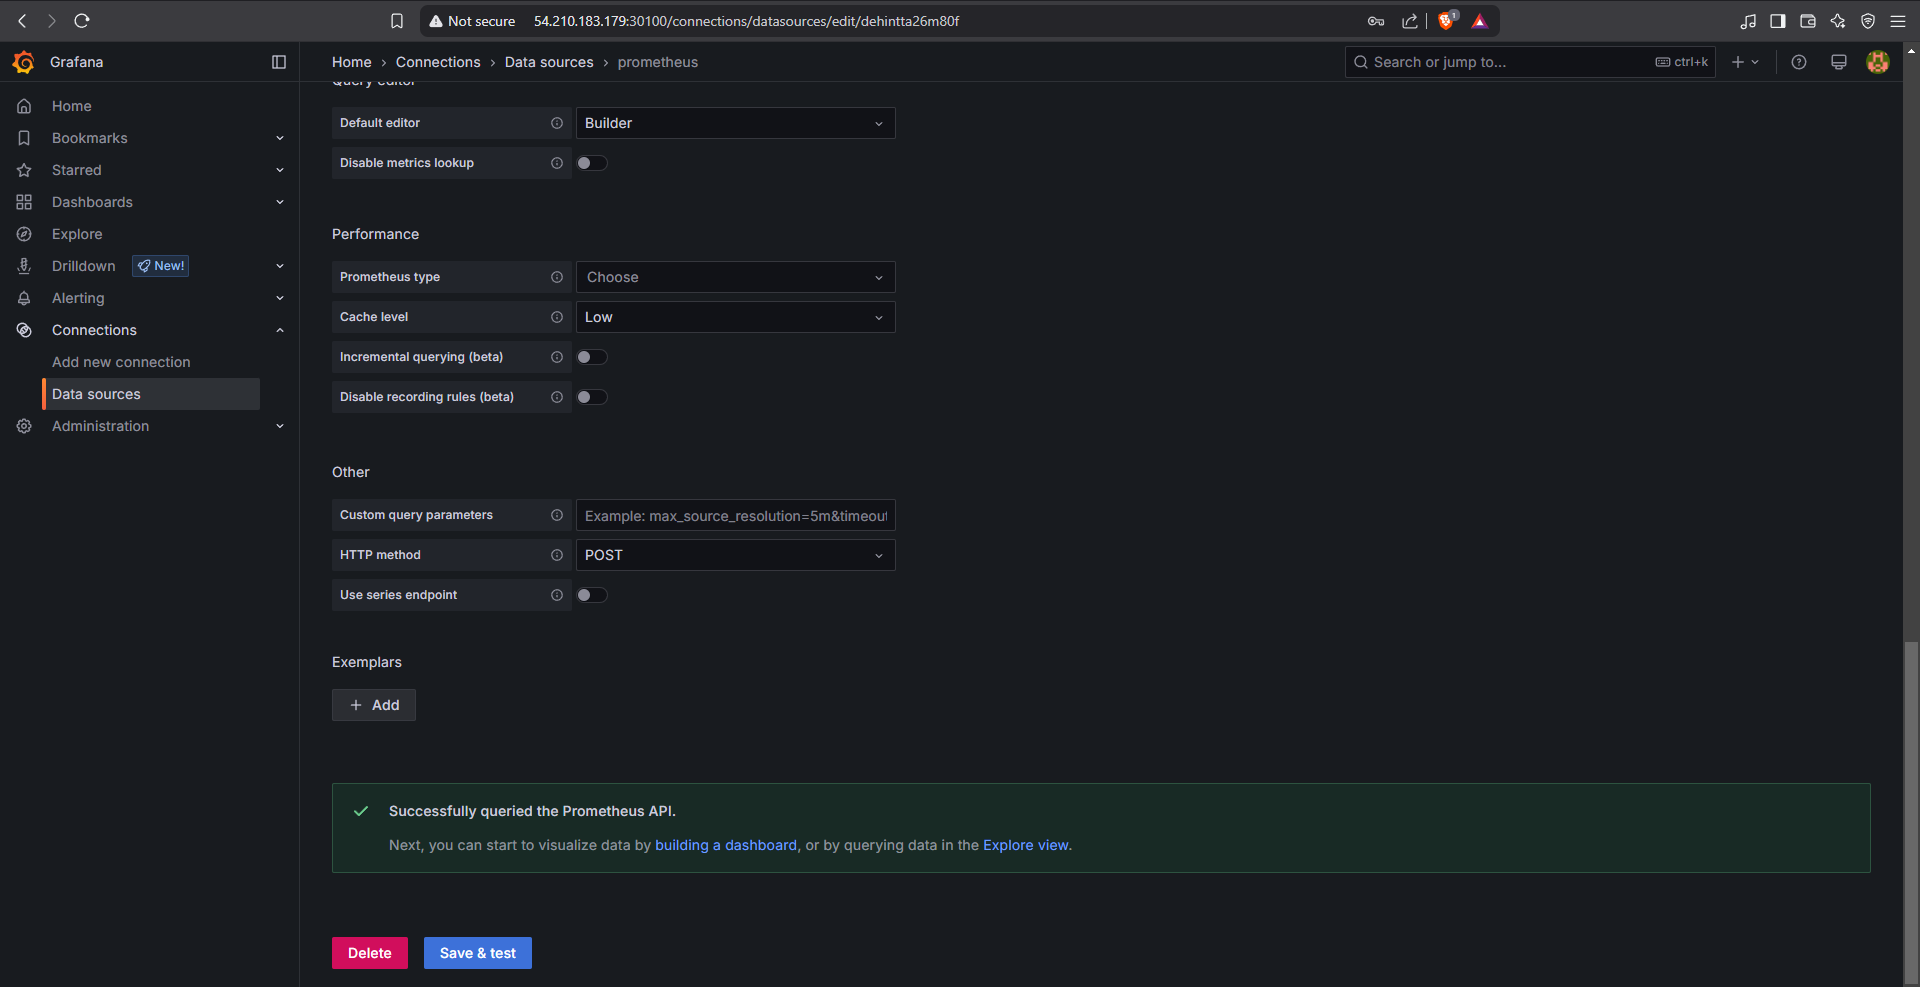 Not secure 54.210.183.179:30100/connections/datasources/edit/dehintta26m80f
1
Grafana
Home › Connections › Data sources › prometheus
Search or jump to... ctrl+k
Home
Bookmarks
Starred
Dashboards
Explore
Drilldown New!
Alerting
Connections
Add new connection
Data sources
Administration
Query editor
Default editor Builder
Disable metrics lookup
Performance
Prometheus type Choose
Cache level Low
Incremental querying (beta)
Disable recording rules (beta)
Other
Custom query parameters Example: max_source_resolution=5m&timeout
HTTP method POST
Use series endpoint
Exemplars
+ Add
Successfully queried the Prometheus API.
Next, you can start to visualize data by building a dashboard, or by querying data in the Explore view.
Delete Save & test